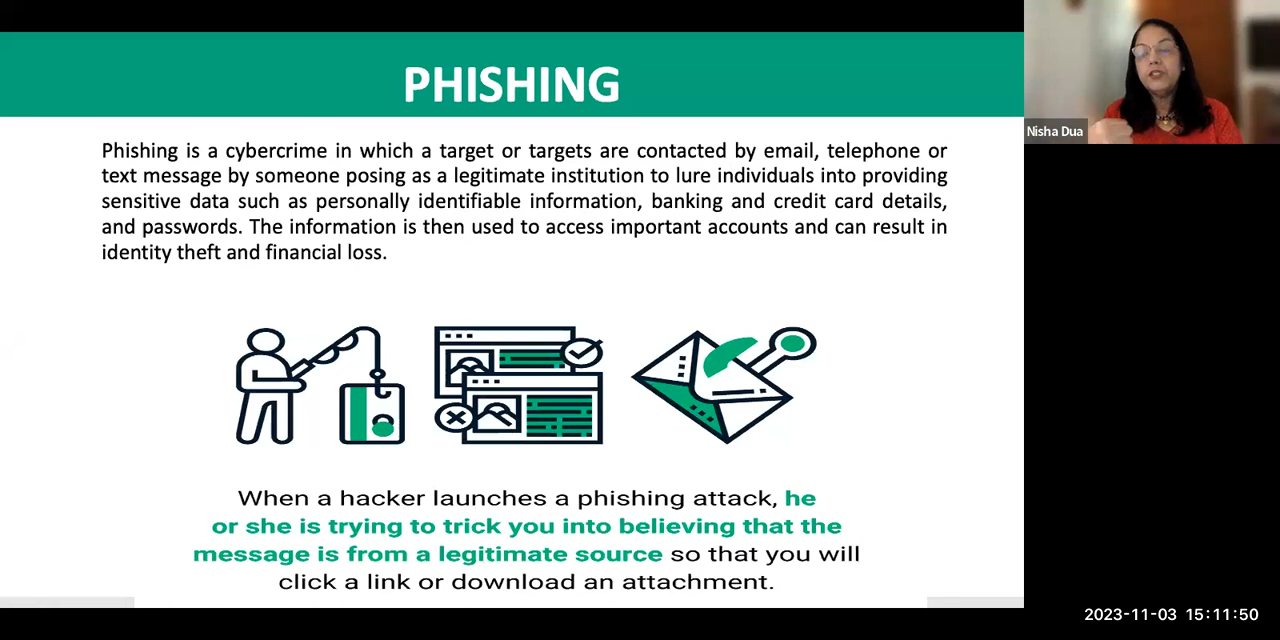 PHISHING
Phishing is a cybercrime in which a target or targets are contacted by email, telephone or
text message by someone posing as a legitimate institution to lure individuals into providing
sensitive data such as personally identifiable information, banking and credit card details,
and passwords. The information is then used to access important accounts and can result in
identity theft and financial loss.
When a hacker launches a phishing attack, he
or she is trying to trick you into believing that the
message is from a legitimate source so that you will
click a link or download an attachment.
Nisha Dua
2023-11-03 15:11:50